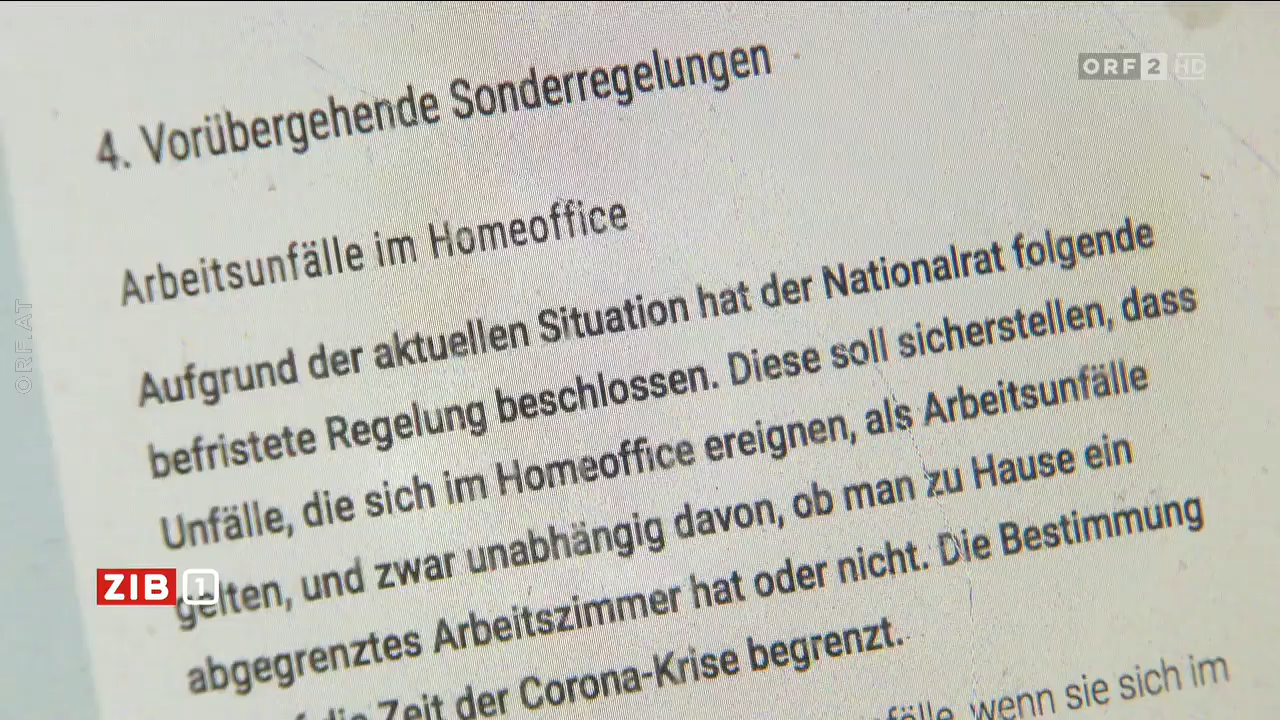 ORF 2 HD
4. Vorübergehende Sonderregelungen
Arbeitsunfälle im Homeoffice
Aufgrund der aktuellen Situation hat der Nationalrat folgende
befristete Regelung beschlossen. Diese soll sicherstellen, dass
Unfälle, die sich im Homeoffice ereignen, als Arbeitsunfälle
gelten, und zwar unabhängig davon, ob man zu Hause ein
abgegrenztes Arbeitszimmer hat oder nicht. Die Bestimmung
die Zeit der Corona-Krise begrenzt.
wenn sie sich im
ORF.AT
ZIB 1